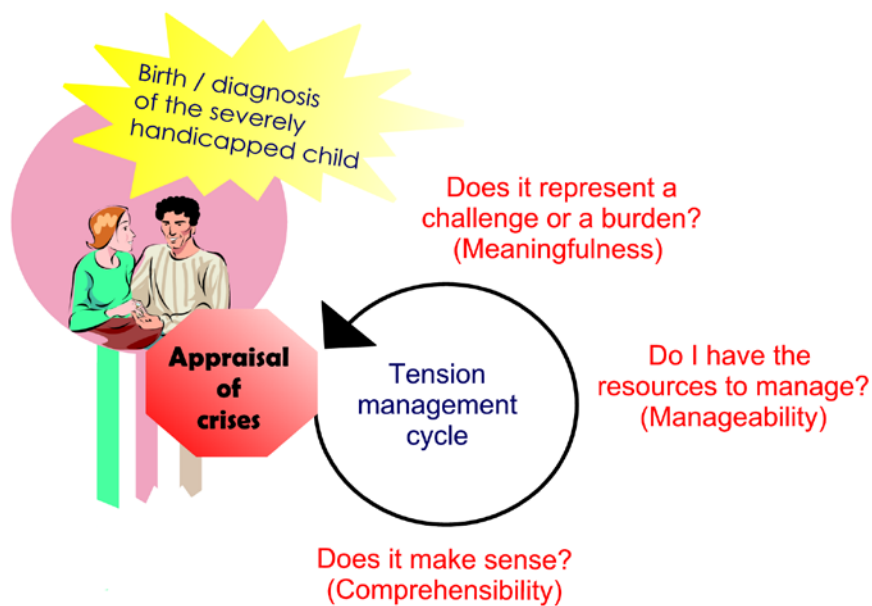 Birth / diagnosis
of the severely
handicapped child
Does it represent a
challenge or a burden?
(Meaningfulness)
Appraisal
of
crises
Tension
management
cycle
Do I have the
resources to manage?
(Manageability)
Does it make sense?
(Comprehensibility)